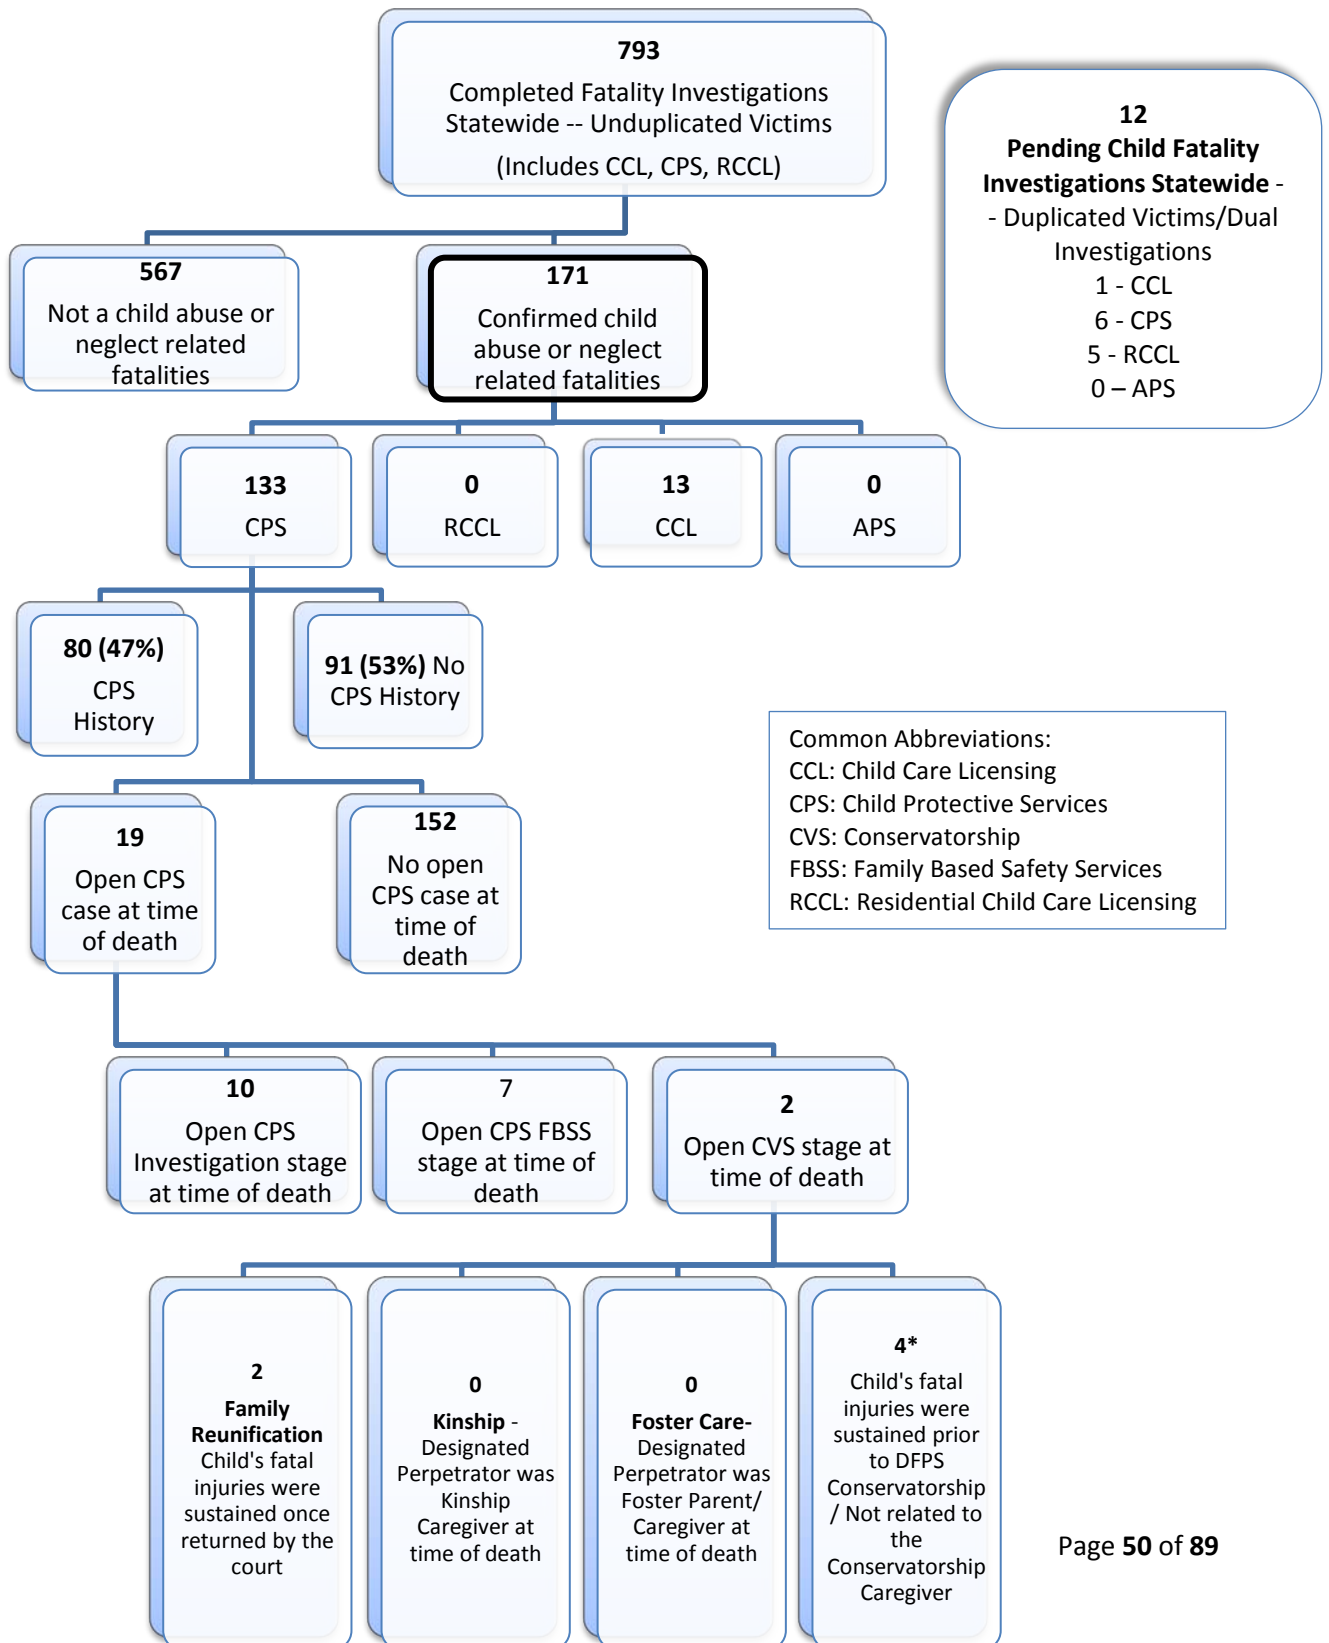 793
Completed Fatality Investigations
Statewide -- Unduplicated Victims
(Includes CCL, CPS, RCCL)
12
Pending Child Fatality
Investigations Statewide -
- Duplicated Victims/Dual
Investigations
1 - CCL
6 - CPS
5 - RCCL
0 – APS
567
Not a child abuse or
neglect related
fatalities
171
Confirmed child
abuse or neglect
related fatalities
133
CPS
0
RCCL
13
CCL
0
APS
80 (47%)
CPS
History
91 (53%) No
CPS History
Common Abbreviations:
CCL: Child Care Licensing
CPS: Child Protective Services
CVS: Conservatorship
FBSS: Family Based Safety Services
RCCL: Residential Child Care Licensing
19
Open CPS
case at time
of death
152
No open
CPS case at
time of
death
10
Open CPS
Investigation stage
at time of death
7
Open CPS FBSS
stage at time of
death
2
Open CVS stage at
time of death
2
Family
Reunification
Child's fatal
injuries were
sustained once
returned by the
court
0
Kinship -
Designated
Perpetrator was
Kinship
Caregiver at
time of death
0
Foster Care-
Designated
Perpetrator was
Foster Parent/
Caregiver at
time of death
4*
Child's fatal
injuries were
sustained prior
to DFPS
Conservatorship
/ Not related to
the
Conservatorship
Caregiver
Page 50 of 89